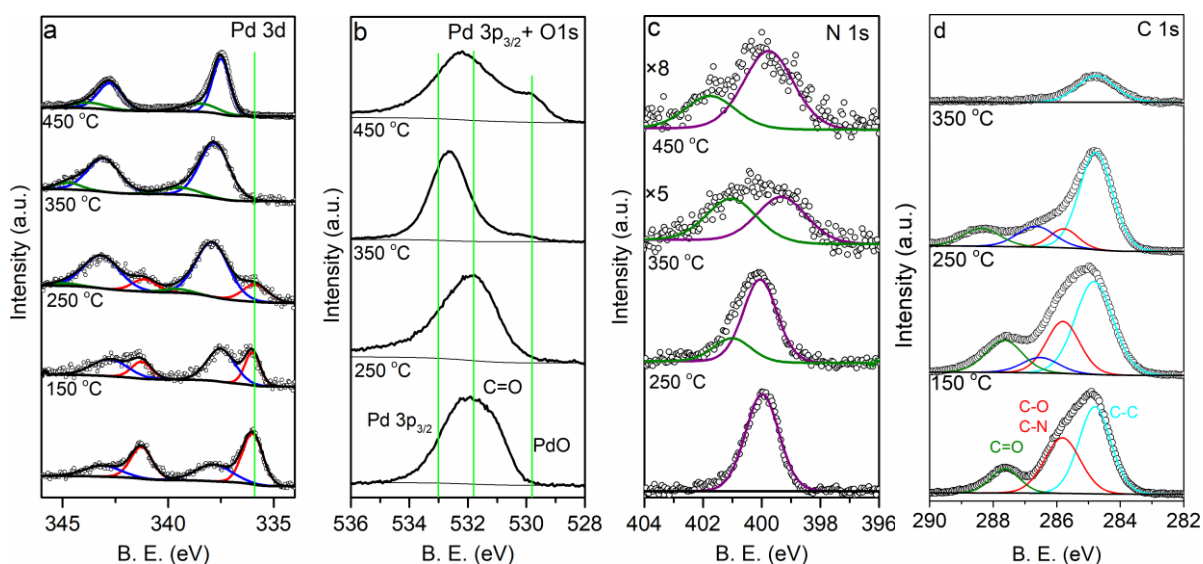 a
Pd 3d
450 °C
350 °C
250 °C
150 °C
345 340 335
B. E. (eV)
Intensity (a.u.)
b
Pd 3p3/2+ O1s
450 °C
350 °C
250 °C
C=O
Pd 3p3/2
PdO
536 534 532 530 528
B. E. (eV)
Intensity (a.u.)
c
N 1s
×8
450 °C
×5
350 °C
250 °C
404 402 400 398 396
B. E. (eV)
Intensity (a.u.)
d
C 1s
350 °C
250 °C
150 °C
C-O
C-N
C-C
C=O
290 288 286 284 282
B. E. (eV)
Intensity (a.u.)